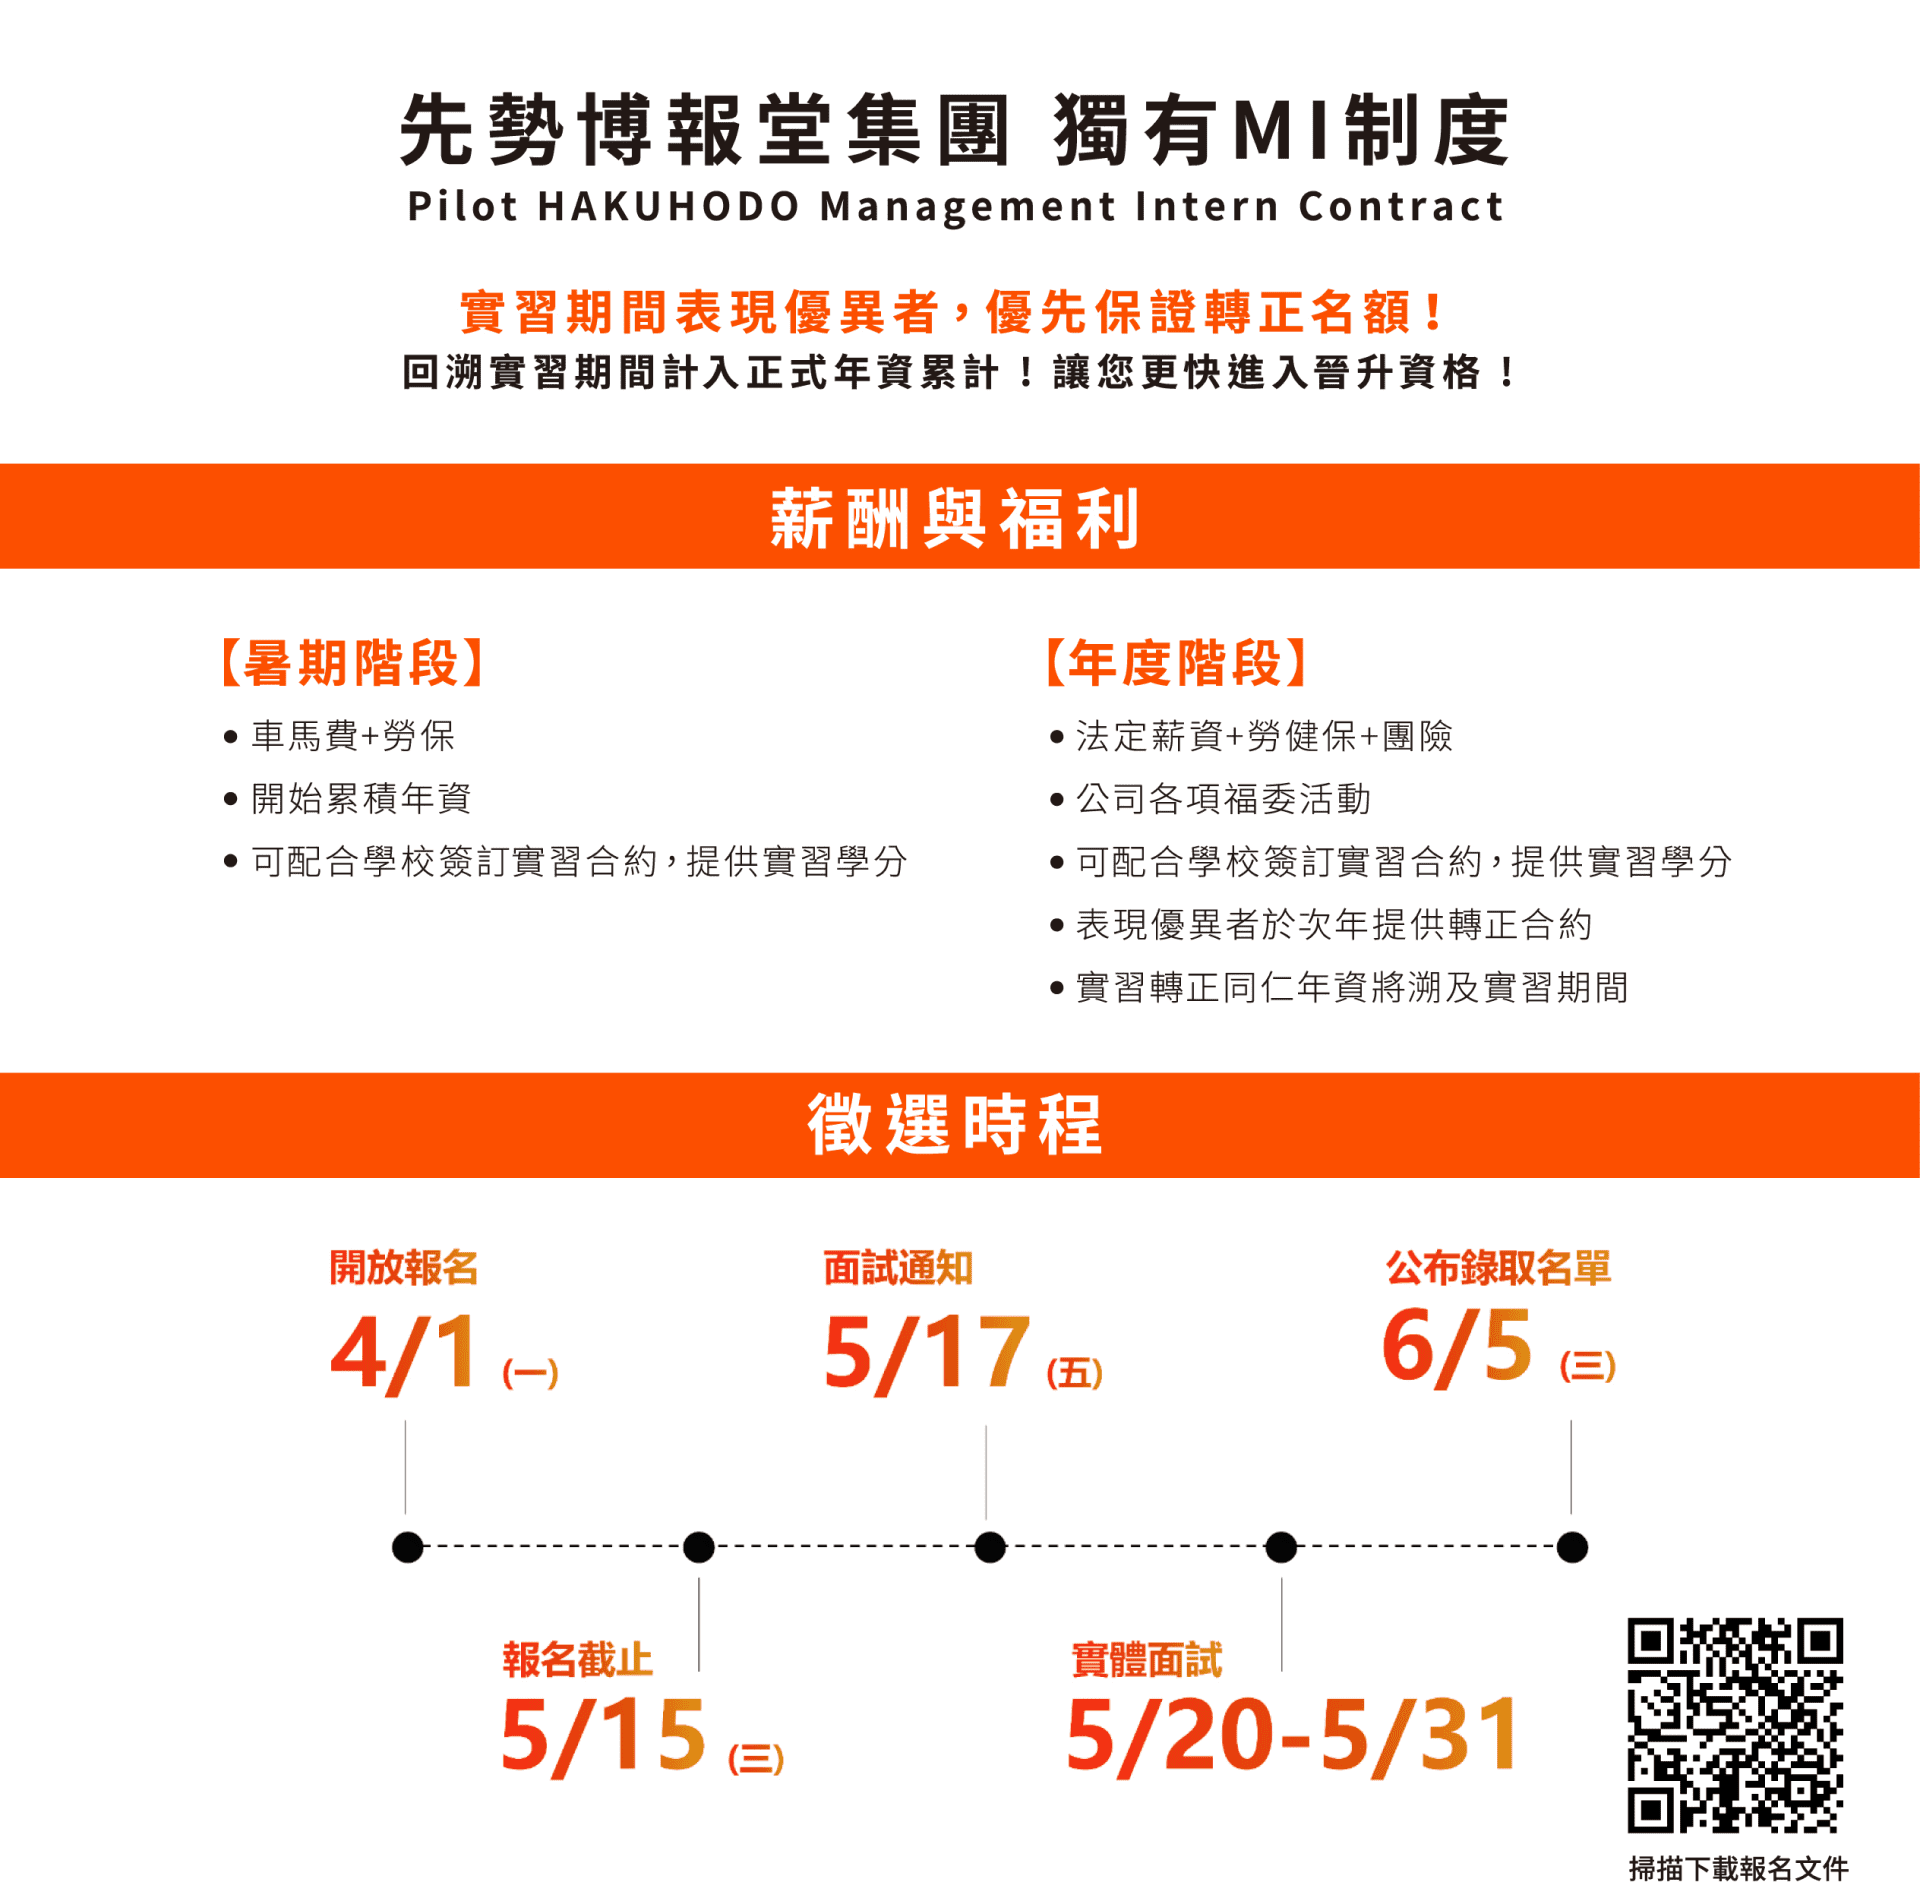 先勢博報堂集團 獨有MI制度
Pilot HAKUHODO Management Intern Contract
實習期間表現優異者，優先保證轉正名額！
回溯實習期間計入正式年資累計！讓您更快進入晉升資格！
薪酬與福利
【暑期階段】
• 車馬費+勞保
• 開始累積年資
• 可配合學校簽訂實習合約，提供實習學分
【年度階段】
• 法定薪資+勞健保+團險
• 公司各項福委活動
• 可配合學校簽訂實習合約，提供實習學分
• 表現優異者於次年提供轉正合約
• 實習轉正同仁年資將溯及實習期間
徵選時程
開放報名
4/1 (一)
報名截止
5/15 (三)
面試通知
5/17 (五)
實體面試
5/20-5/31
公布錄取名單
6/5 (三)
掃描下載報名文件